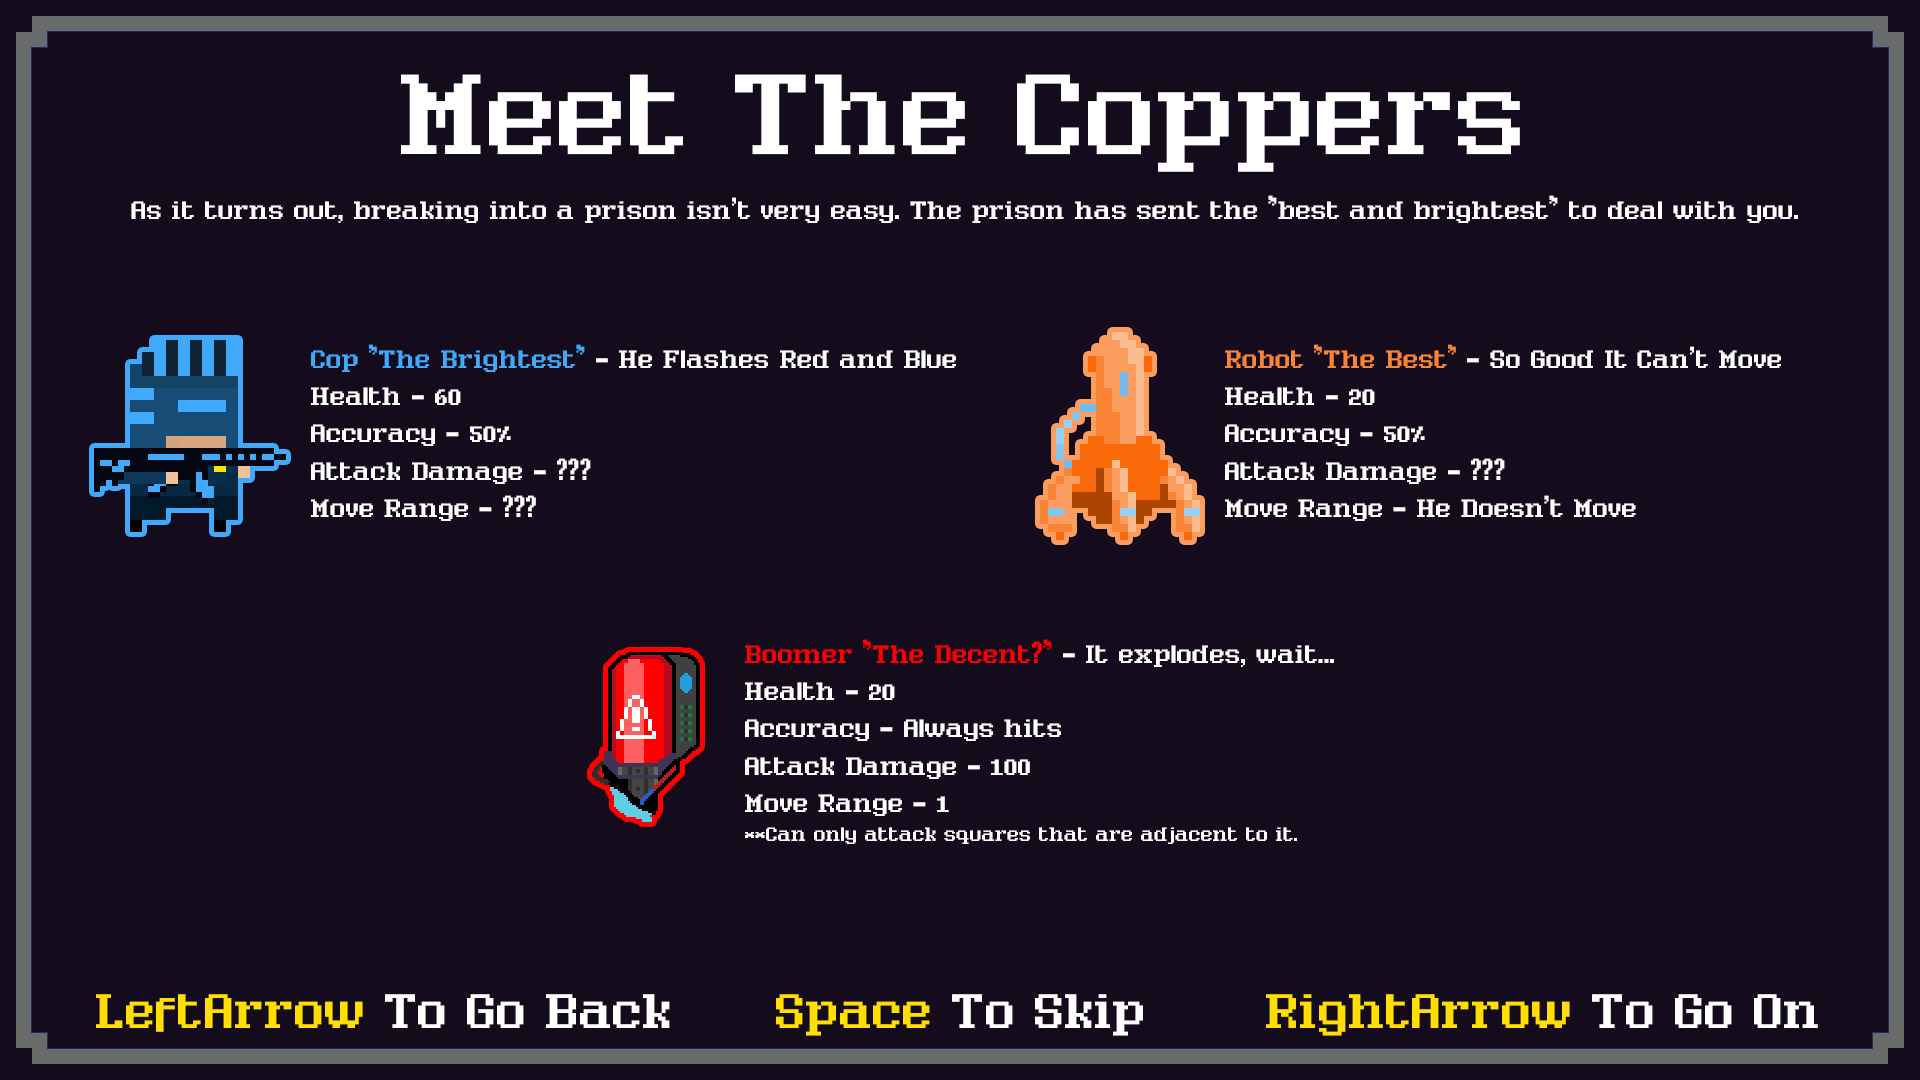 Meet The Coppers
As it turns out, breaking into a prison isn't very easy. The prison has sent the "best and brightest" to deal with you.
Cop "The Brightest" - He Flashes Red and Blue
Health - 60
Accuracy - 50%
Attack Damage - ???
Move Range - ???
Robot "The Best" - So Good It Can't Move
Health - 20
Accuracy - 50%
Attack Damage - ???
Move Range - He Doesn't Move
Boomer "The Decent?" - It explodes, wait...
Health - 20
Accuracy - Always hits
Attack Damage - 100
Move Range - 1
**Can only attack squares that are adjacent to it.
LeftArrow To Go Back
Space To Skip
RightArrow To Go On